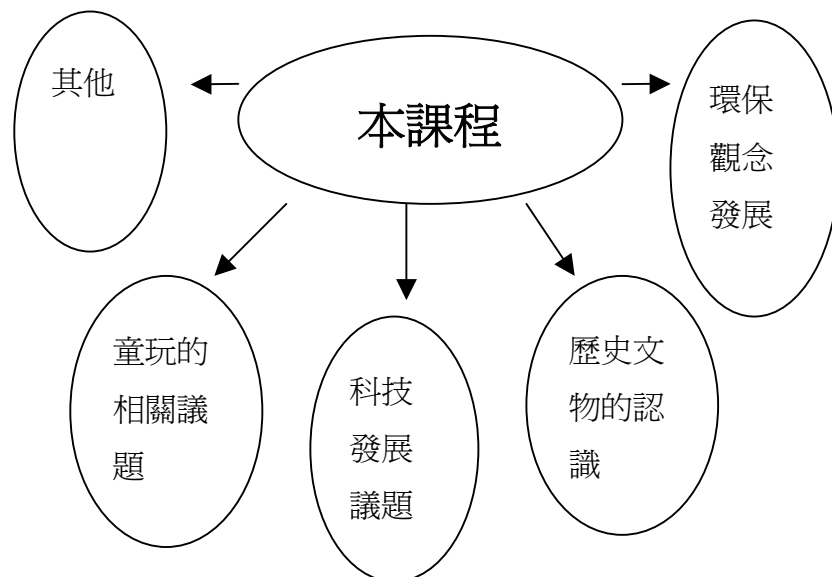 其他
本課程
環保
觀念
發展
童玩的
相關議
題
科技
發展
議題
歷史文
物的認
識